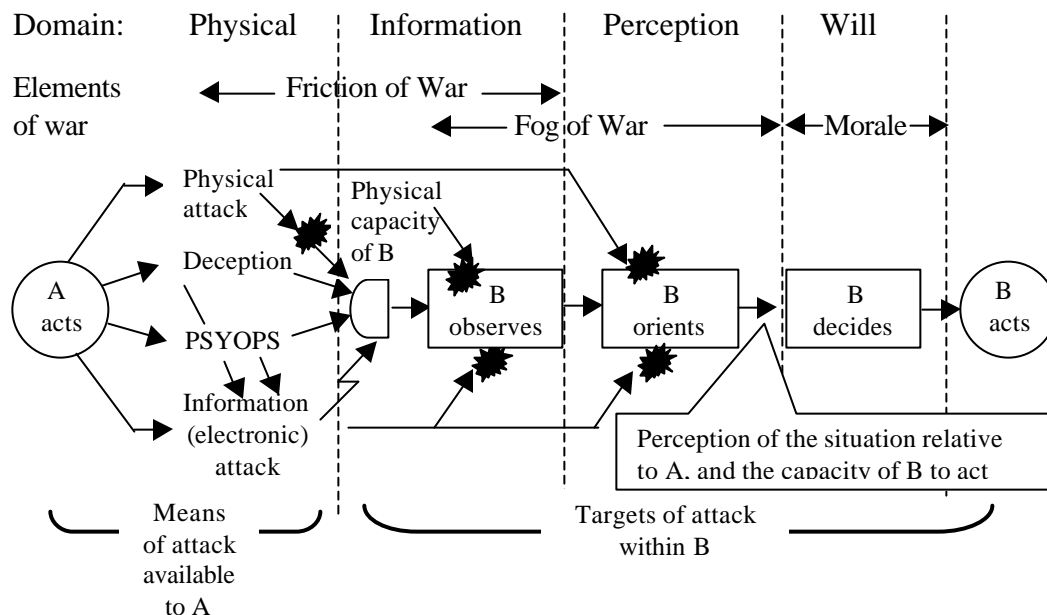 Domain: Physical Information Perception Will
Elements
of war
Friction of War
Fog of War
Morale
Physical
attack
Physical
capacity
of B
Deception
A
acts
B
observes
B
orients
B
decides
B
acts
PSYOPS
Information
(electronic)
attack
Perception of the situation relative
to A, and the capacity of B to act
Means
of attack
available
to A
Targets of attack
within B